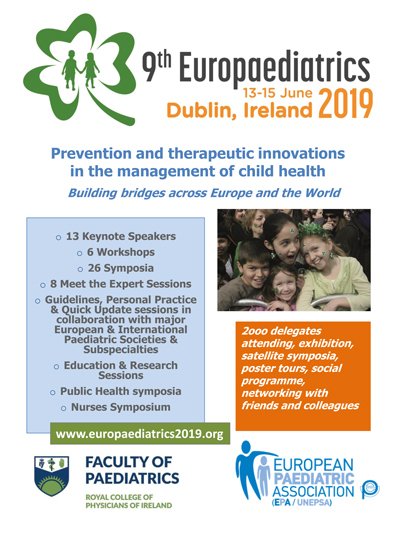 9th Europaediatrics
13-15 June
Dublin, Ireland 2019
Prevention and therapeutic innovations
in the management of child health
Building bridges across Europe and the World
o 13 Keynote Speakers
o 6 Workshops
o 26 Symposia
o 8 Meet the Expert Sessions
o Guidelines, Personal Practice
& Quick Update sessions in
collaboration with major
European & International
Paediatric Societies &
Subspecialties
o Education & Research
Sessions
o Public Health symposia
o Nurses Symposium
2ooo delegates
attending, exhibition,
satellite symposia,
poster tours, social
programme,
networking with
friends and colleagues
www.europaediatrics2019.org
FACULTY OF
PAEDIATRICS
ROYAL COLLEGE OF
PHYSICIANS OF IRELAND
EUROPEAN
PAEDIATRIC
ASSOCIATION
(EPA / UNEPSA)